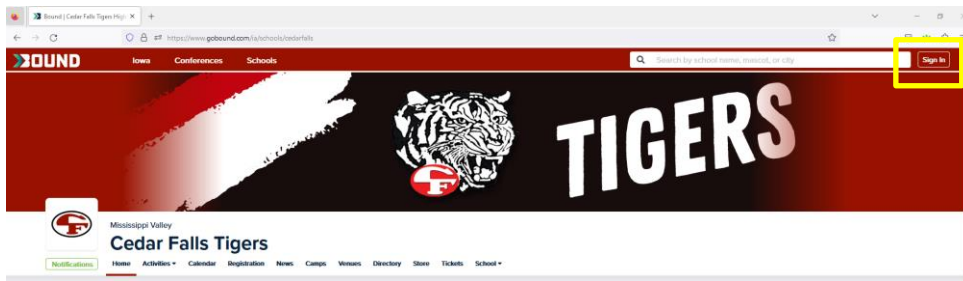 Bound | Cedar Falls Tigers High
https://www.gobound.com/ia/schools/cedarfalls
BOUND Iowa Conferences Schools Search by school name, mascot, or city Sign In
TIGERS
CF
CF
Mississippi Valley
Cedar Falls Tigers
Notifications Home Activities Calendar Registration News Camps Venues Directory Store Tickets School